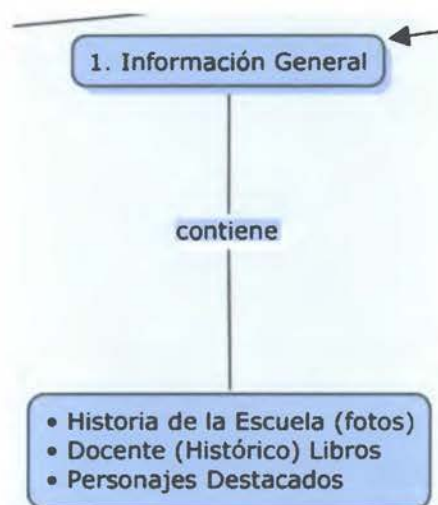 1. Información General
contiene
• Historia de la Escuela (fotos)
• Docente (Histórico) Libros
• Personajes Destacados